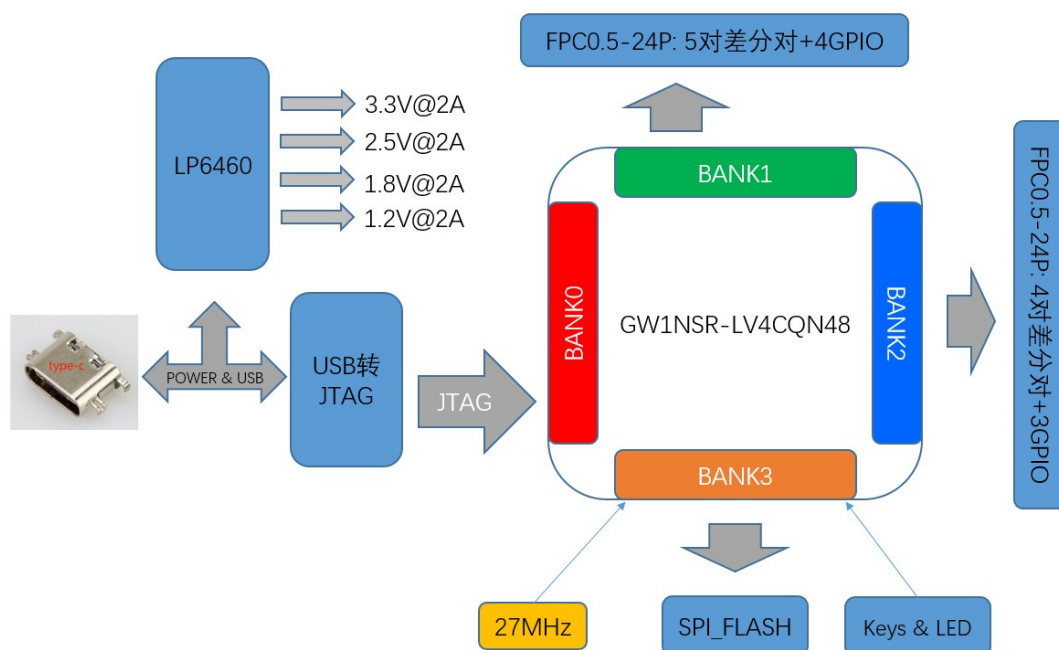 FPC0.5-24P: 5对差分对+4GPIO
LP6460
3.3V@2A
2.5V@2A
1.8V@2A
1.2V@2A
BANK1
BANK0
GW1NSR-LV4CQN48
BANK2
FPC0.5-24P: 4对差分对+3GPIO
type-c
POWER & USB
USB转
JTAG
JTAG
BANK3
27MHz
SPI_FLASH
Keys & LED